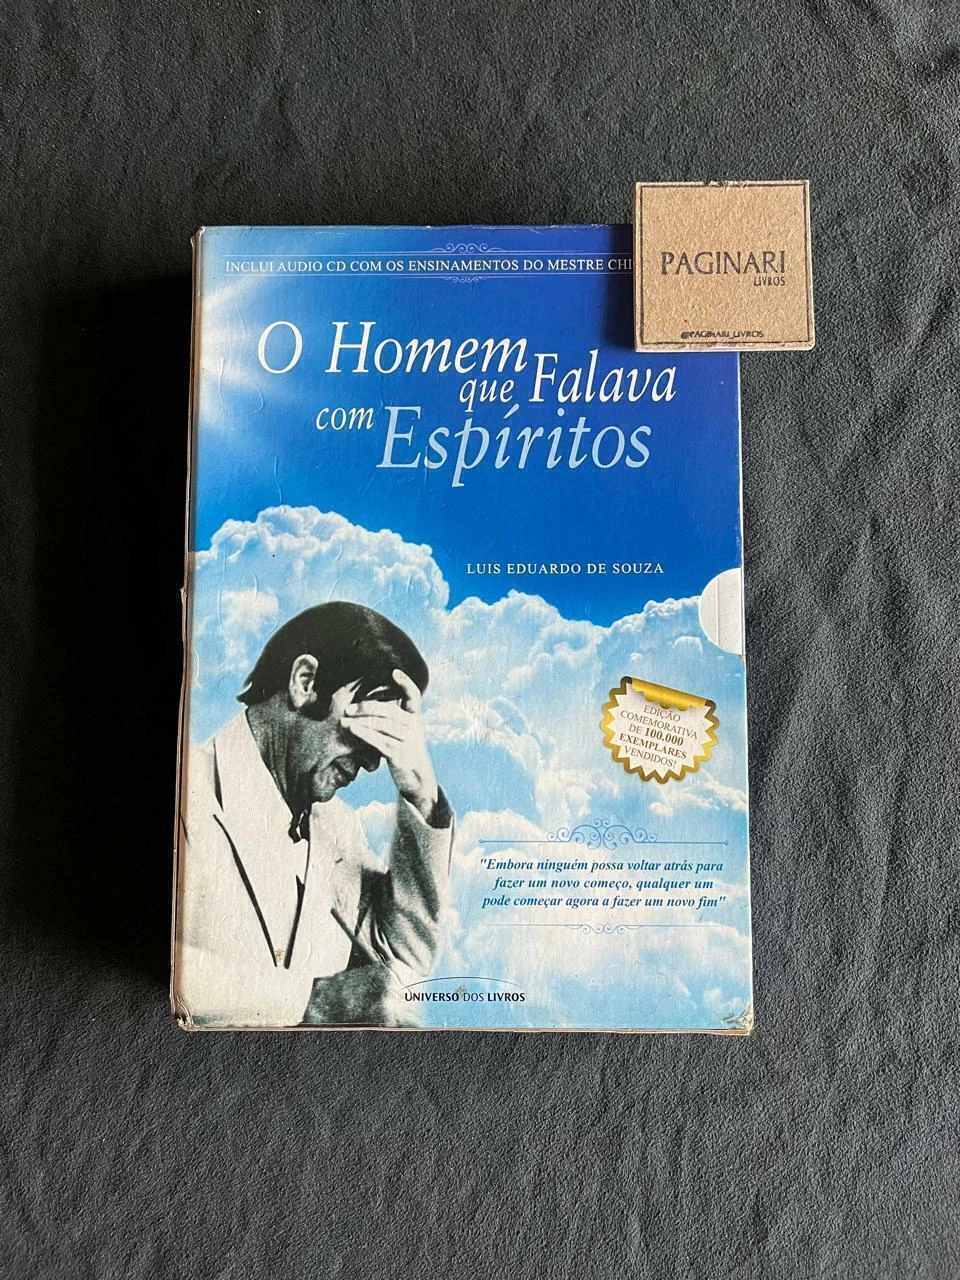 INCLUI AUDIO CD COM OS ENSINAMENTOS DO MESTRE
PAGINARI
LIVROS
@PAGINARI_LIVROS
O Homem
que Falava
com Espíritos
LUIS EDUARDO DE SOUZA
EDIÇÃO
COMEMORATIVA
DE 100.000
EXEMPLARES
VENDIDOS!
"Embora ninguém possa voltar atrás para
fazer um novo começo, qualquer um
pode começar agora a fazer um novo fim"
UNIVERSO DOS LIVROS